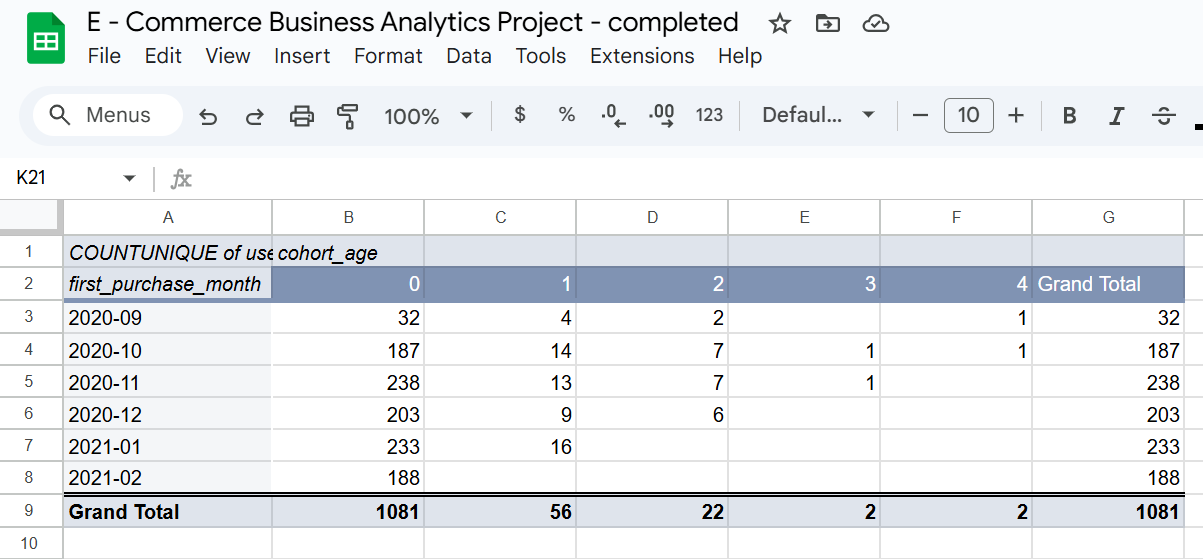 E - Commerce Business Analytics Project - completed
File Edit View Insert Format Data Tools Extensions Help
Menus 100% $ % .0 .00 123 Defaul... − 10 + B I S
K21 fx
A B C D E F G
1 COUNTUNIQUE of use cohort_age
2 first_purchase_month 0 1 2 3 4 Grand Total
3 2020-09 32 4 2 1 32
4 2020-10 187 14 7 1 1 187
5 2020-11 238 13 7 1 238
6 2020-12 203 9 6 203
7 2021-01 233 16 233
8 2021-02 188 188
9 Grand Total 1081 56 22 2 2 1081
10